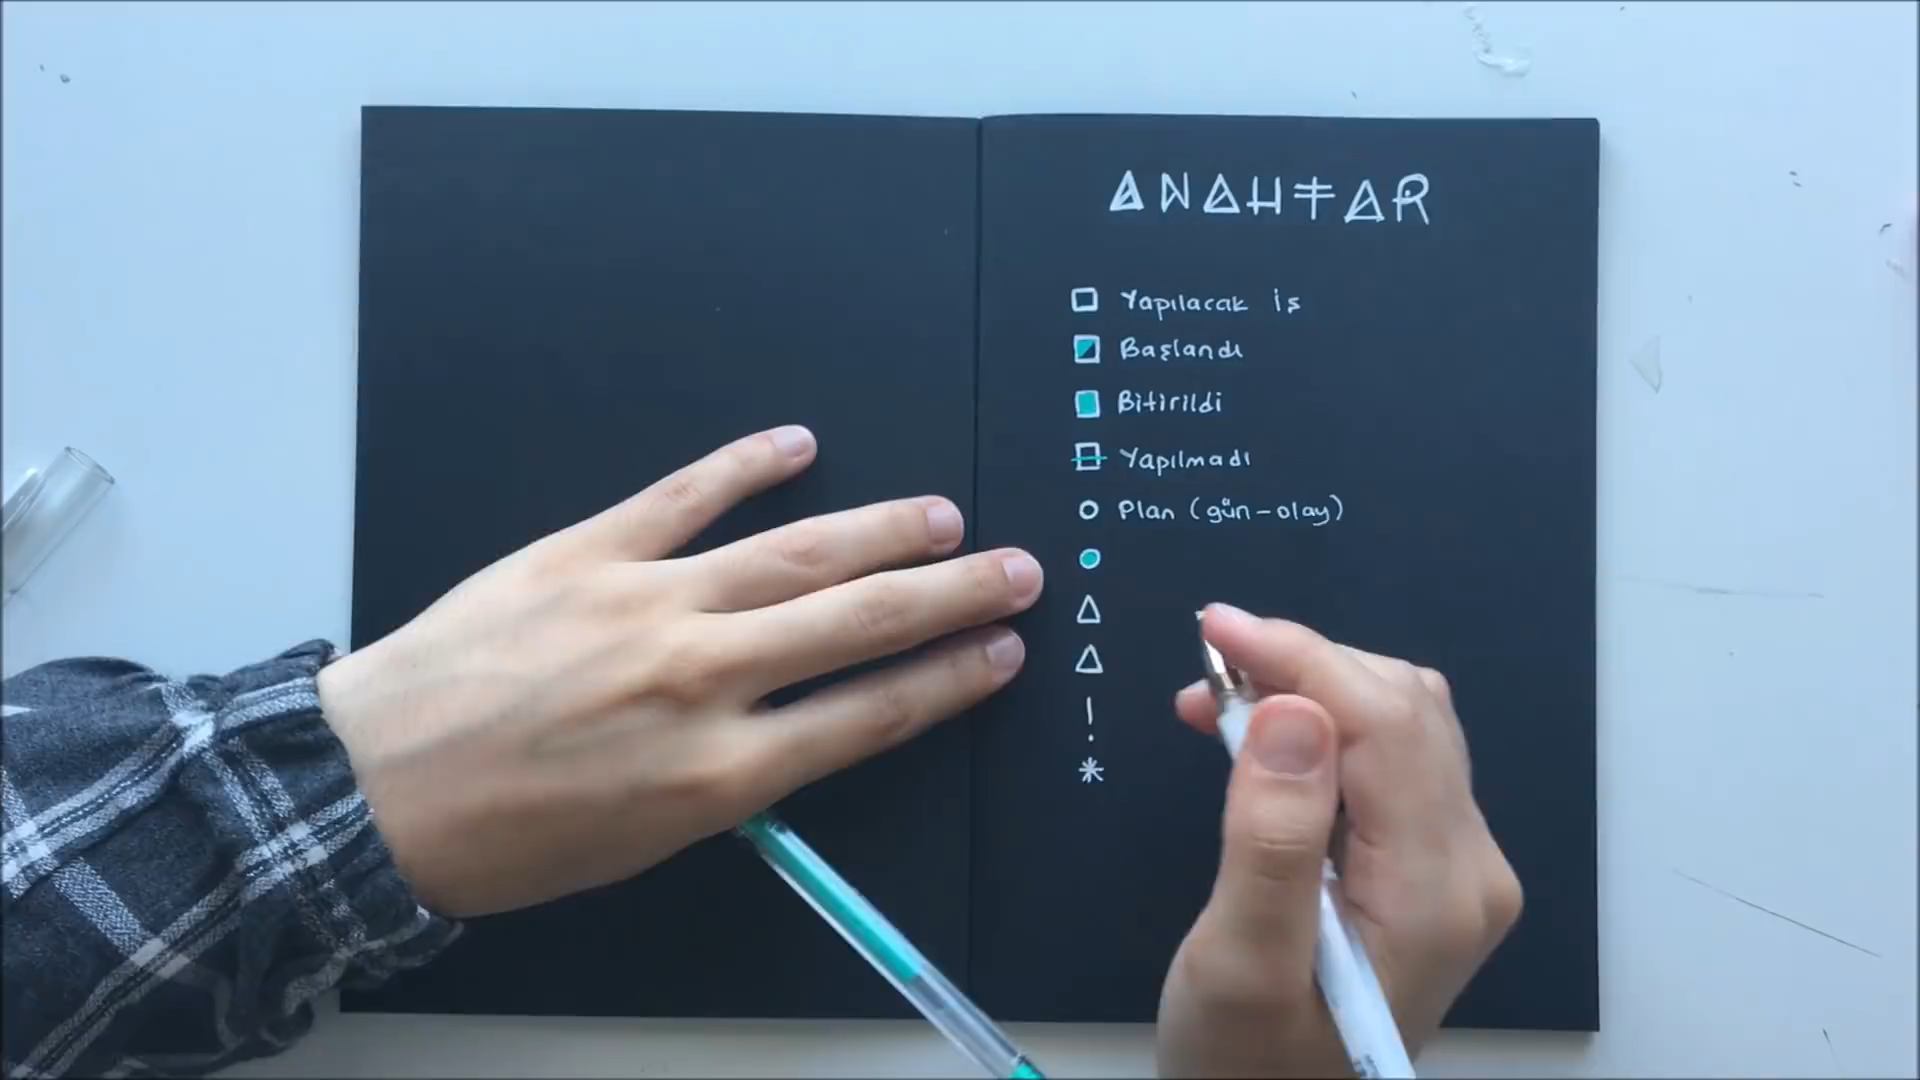 ANAHTAR
Yapılacak iş
Başlandı
Bitirildi
Yapılmadı
Plan (gün-olay)
!
*